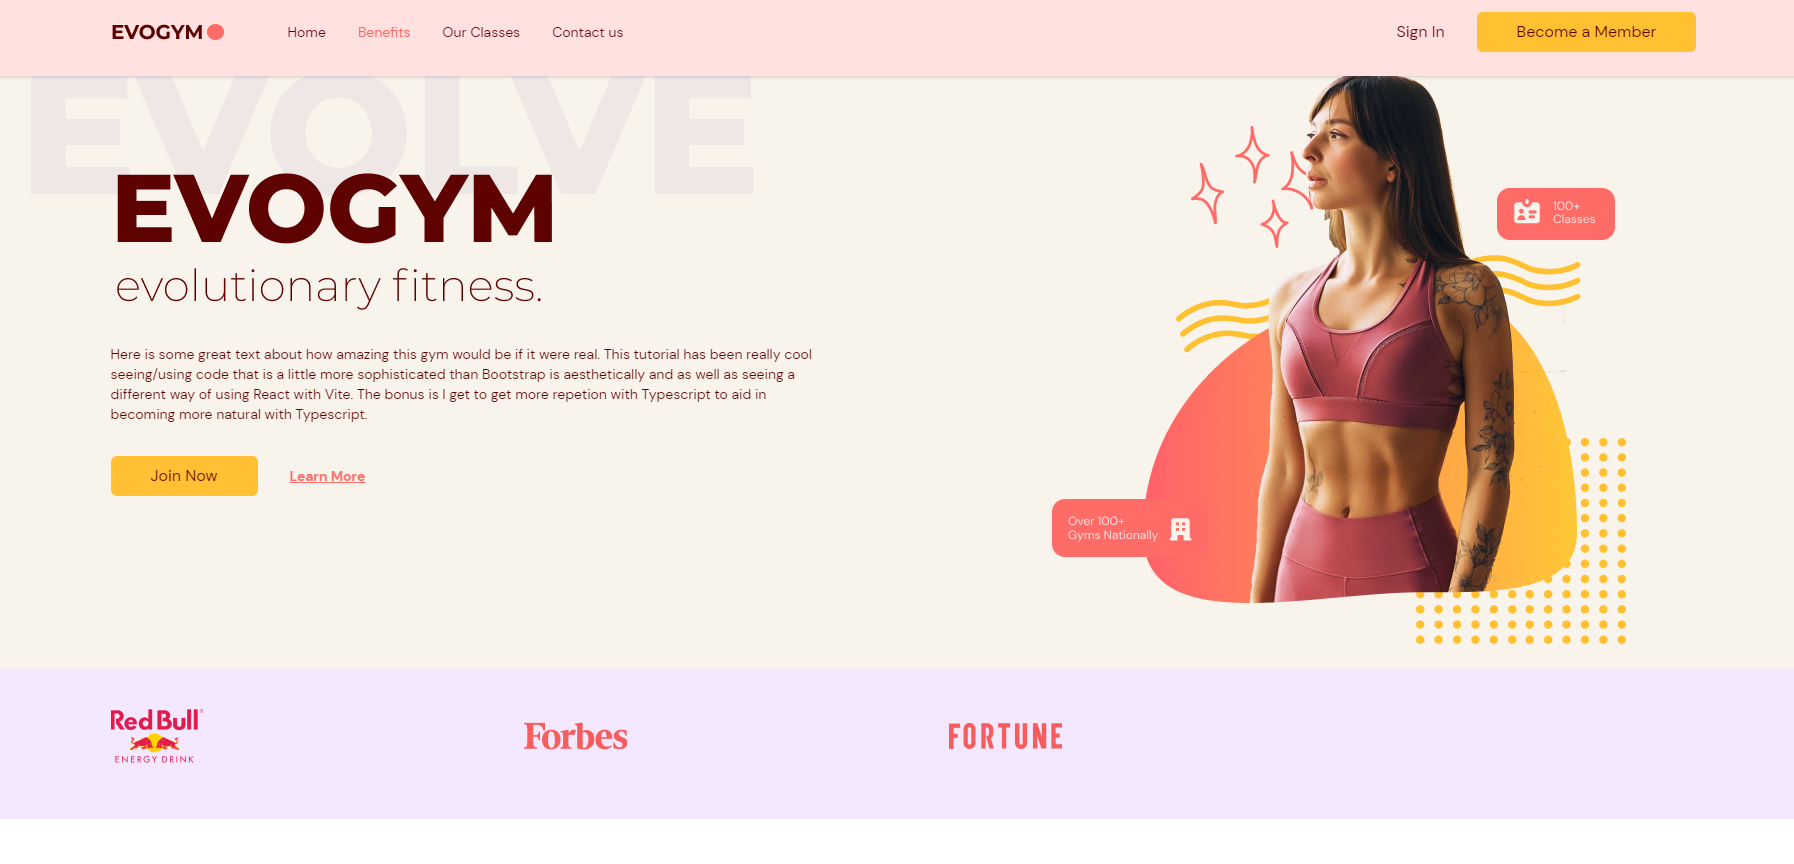 EVOGYM
Home
Benefits
Our Classes
Contact us
Sign In
Become a Member
EVOLVE
EVOGYM
evolutionary fitness.
Here is some great text about how amazing this gym would be if it were real. This tutorial has been really cool
seeing/using code that is a little more sophisticated than Bootstrap is aesthetically and as well as seeing a
different way of using React with Vite. The bonus is I get to get more repetion with Typescript to aid in
becoming more natural with Typescript.
Join Now
Learn More
100+
Classes
Over 100+
Gyms Nationally
Red Bull
ENERGY DRINK
Forbes
FORTUNE